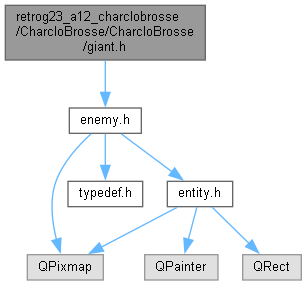 retrog23_a12_charclobrosse
/CharcloBrosse/CharcloBrosse
/giant.h
enemy.h
typedef.h
entity.h
QPixmap
QPainter
QRect